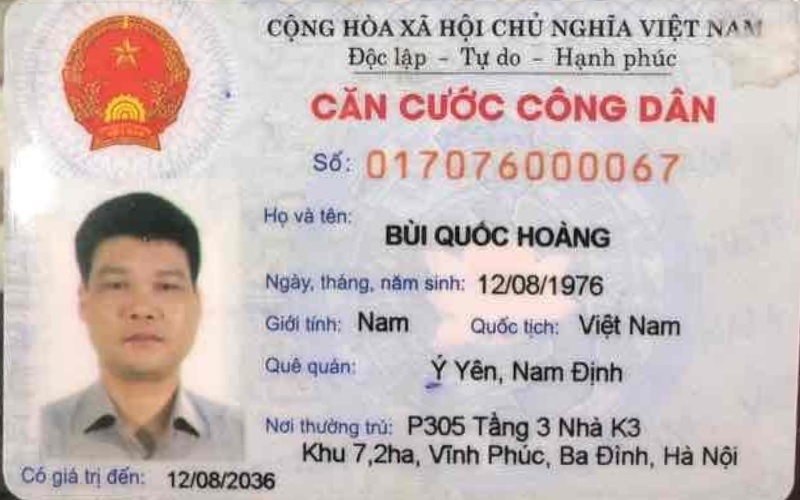 CỘNG HÒA XÃ HỘI CHỦ NGHĨA VIỆT NAM
Độc lập - Tự do - Hạnh phúc
CĂN CƯỚC CÔNG DÂN
Số: 017076000067
Họ và tên:
BÙI QUỐC HOÀNG
Ngày, tháng, năm sinh: 12/08/1976
Giới tính: Nam Quốc tịch: Việt Nam
Quê quán: Ý Yên, Nam Định
Nơi thường trú: P305 Tầng 3 Nhà K3
Khu 7,2ha, Vĩnh Phúc, Ba Đình, Hà Nội
Có giá trị đến: 12/08/2036